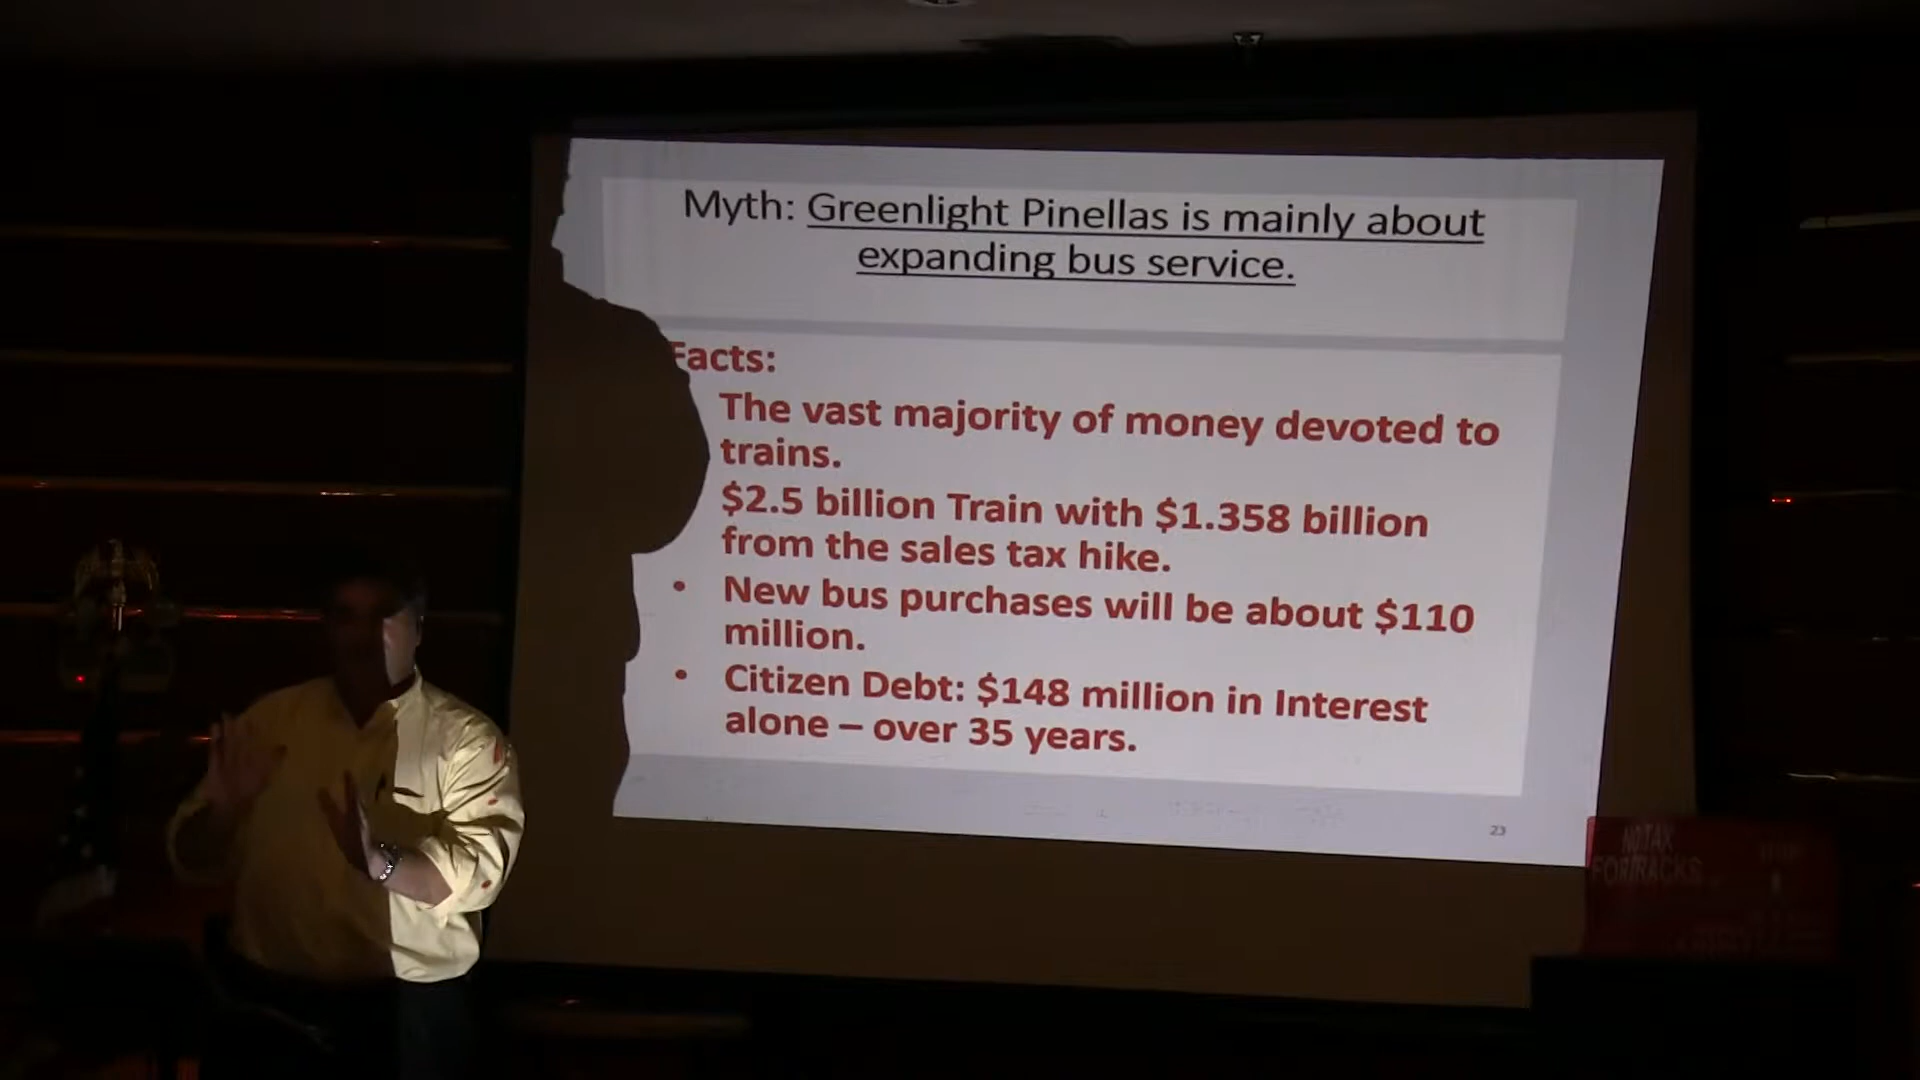 Myth: Greenlight Pinellas is mainly about
expanding bus service.
Facts:
The vast majority of money devoted to
trains.
$2.5 billion Train with $1.358 billion
from the sales tax hike.
• New bus purchases will be about $110
million.
• Citizen Debt: $148 million in Interest
alone – over 35 years.
23
NO TAX
FOR TRACKS